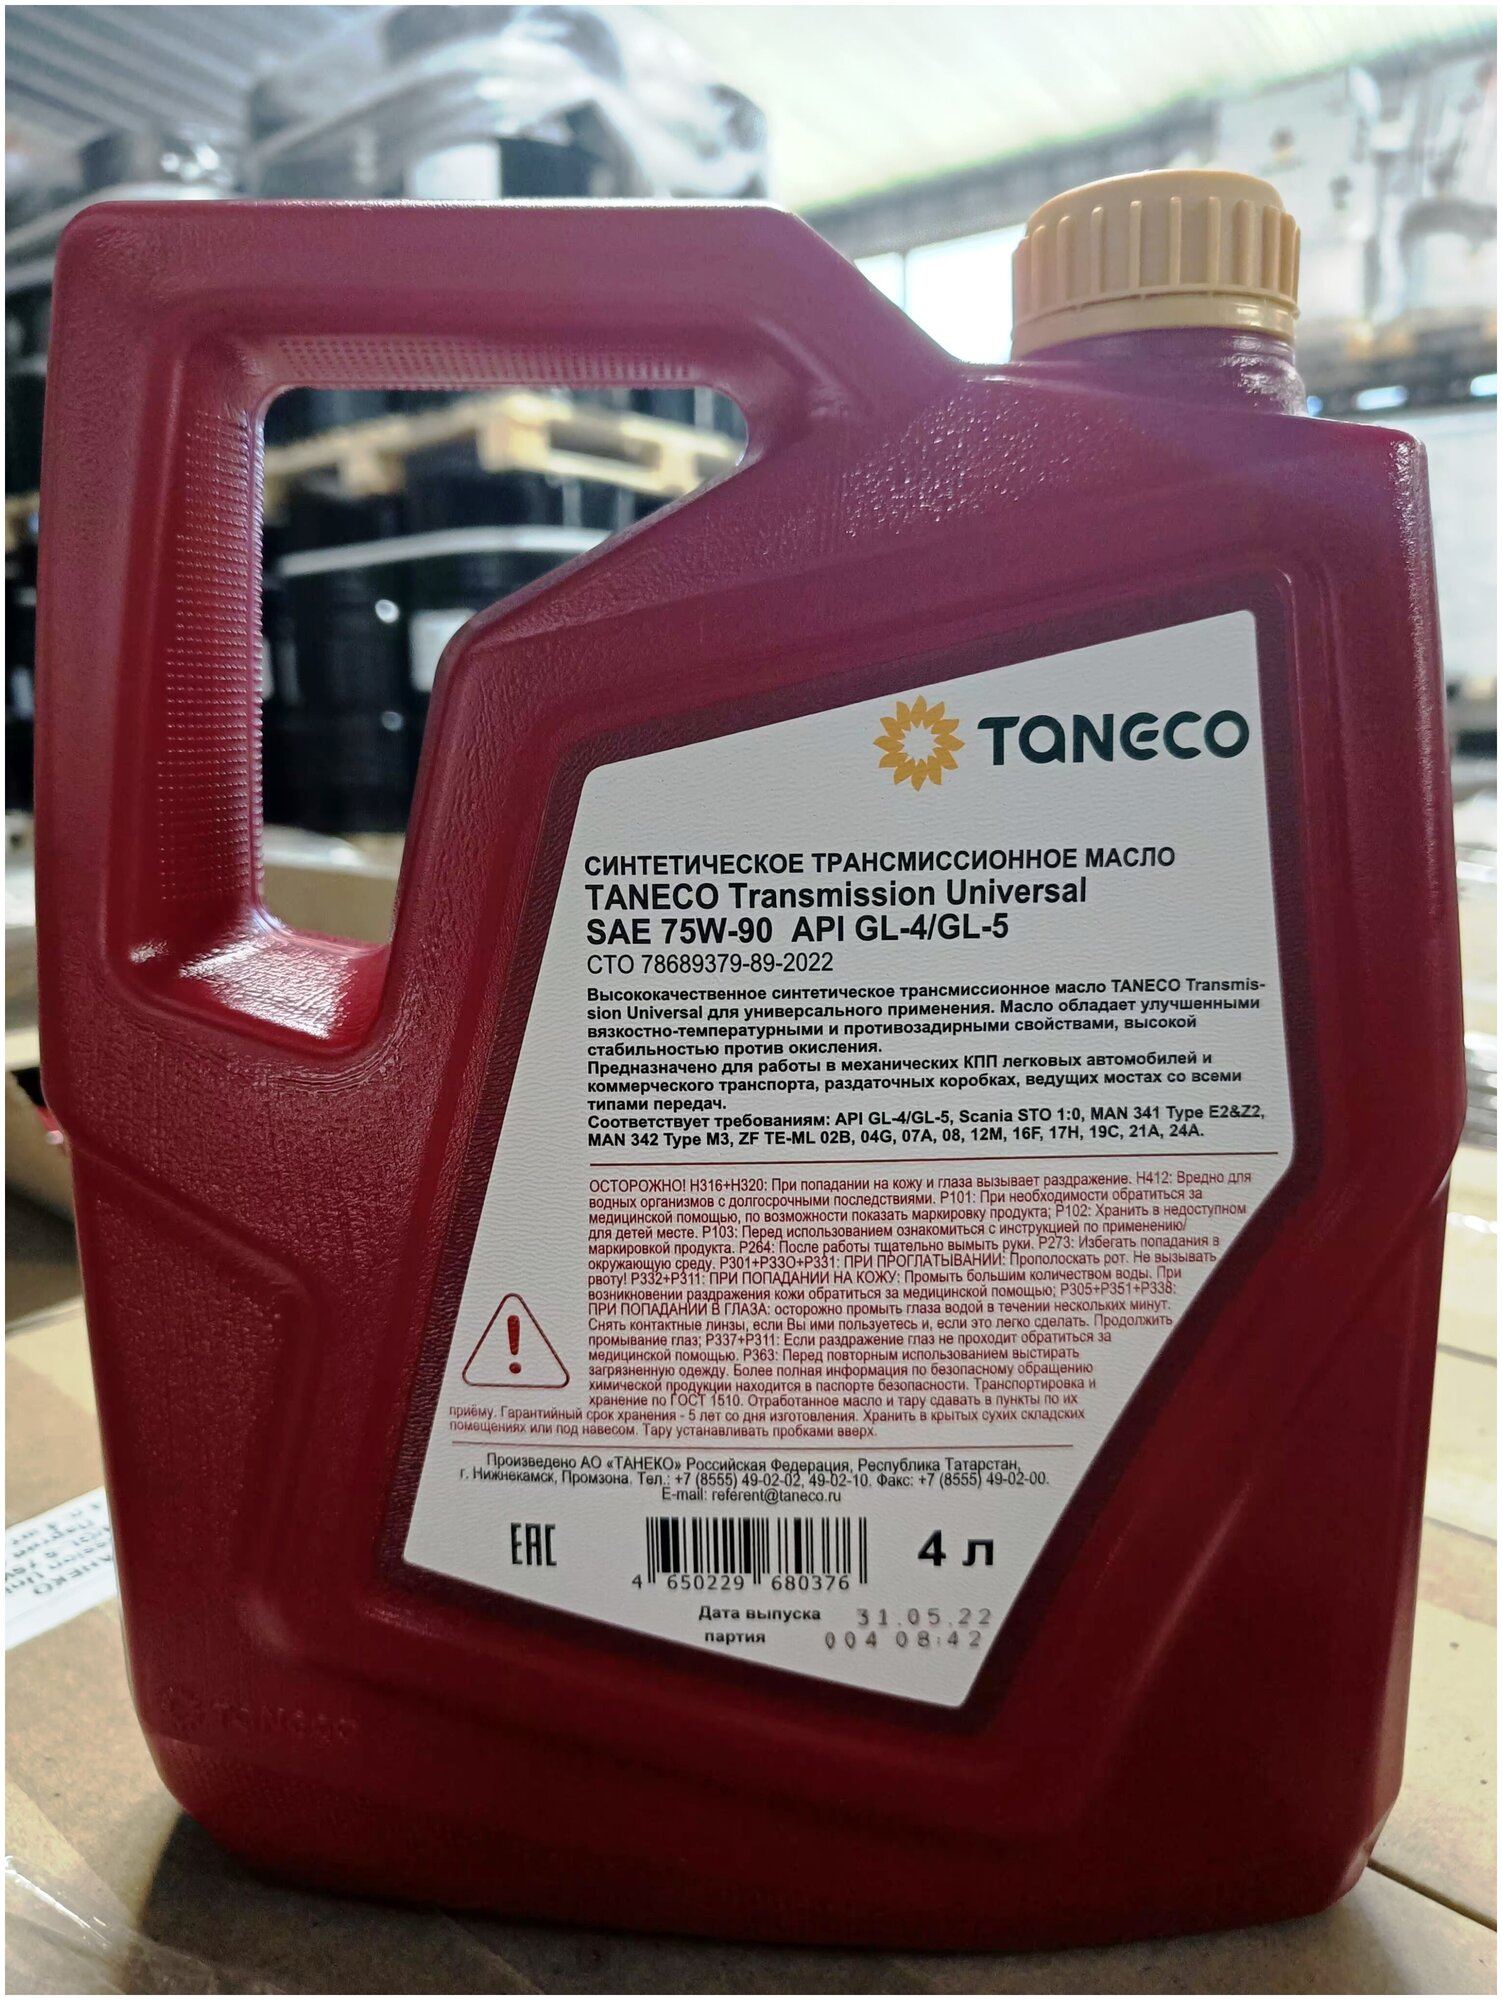 TANECO
СИНТЕТИЧЕСКОЕ ТРАНСМИССИОННОЕ МАСЛО
TANECO Transmission Universal
SAE 75W-90 API GL-4/GL-5
СТО 78689379-89-2022
Высококачественное синтетическое трансмиссионное масло TANECO Transmis-
sion Universal для универсального применения. Масло обладает улучшенными
вязкостно-температурными и противозадирными свойствами, высокой
стабильностью против окисления.
Предназначено для работы в механических КПП легковых автомобилей и
коммерческого транспорта, раздаточных коробках, ведущих мостах со всеми
типами передач.
Соответствует требованиям: API GL-4/GL-5, Scania STO 1:0, MAN 341 Type E2&Z2,
MAN 342 Type M3, ZF TE-ML 02B, 04G, 07A, 08, 12M, 16F, 17H, 19C, 21A, 24A.
ОСТОРОЖНО! H316+H320: При попадании на кожу и глаза вызывает раздражение. H412: Вредно для
водных организмов с долгосрочными последствиями. P101: При необходимости обратиться за
медицинской помощью, по возможности показать маркировку продукта; P102: Хранить в недоступном
для детей месте. P103: Перед использованием ознакомиться с инструкцией по применению/
маркировкой продукта. P264: После работы тщательно вымыть руки. P273: Избегать попадания в
окружающую среду. P301+P33O+P331: ПРИ ПРОГЛАТЫВАНИИ: Прополоскать рот. Не вызывать
рвоту! P332+P311: ПРИ ПОПАДАНИИ НА КОЖУ: Промыть большим количеством воды. При
возникновении раздражения кожи обратиться за медицинской помощью; P305+P351+P338:
ПРИ ПОПАДАНИИ В ГЛАЗА: осторожно промыть глаза водой в течении нескольких минут.
Снять контактные линзы, если Вы ими пользуетесь и, если это легко сделать. Продолжить
промывание глаз; P337+P311: Если раздражение глаз не проходит обратиться за
медицинской помощью. P363: Перед повторным использованием выстирать
загрязненную одежду. Более полная информация по безопасному обращению
химической продукции находится в паспорте безопасности. Транспортировка и
хранение по ГОСТ 1510. Отработанное масло и тару сдавать в пункты по их
приёму. Гарантийный срок хранения - 5 лет со дня изготовления. Хранить в крытых сухих складских
помещениях или под навесом. Тару устанавливать пробками вверх.
Произведено АО «ТАНЕКО» Российская Федерация, Республика Татарстан,
г. Нижнекамск, Промзона. Тел.: +7 (8555) 49-02-02, 49-02-10. Факс: +7 (8555) 49-02-00.
E-mail: referent@taneco.ru
EAC
4 650229 680376
4 л
Дата выпуска 31.05.22
партия 004 08:42
TANECO